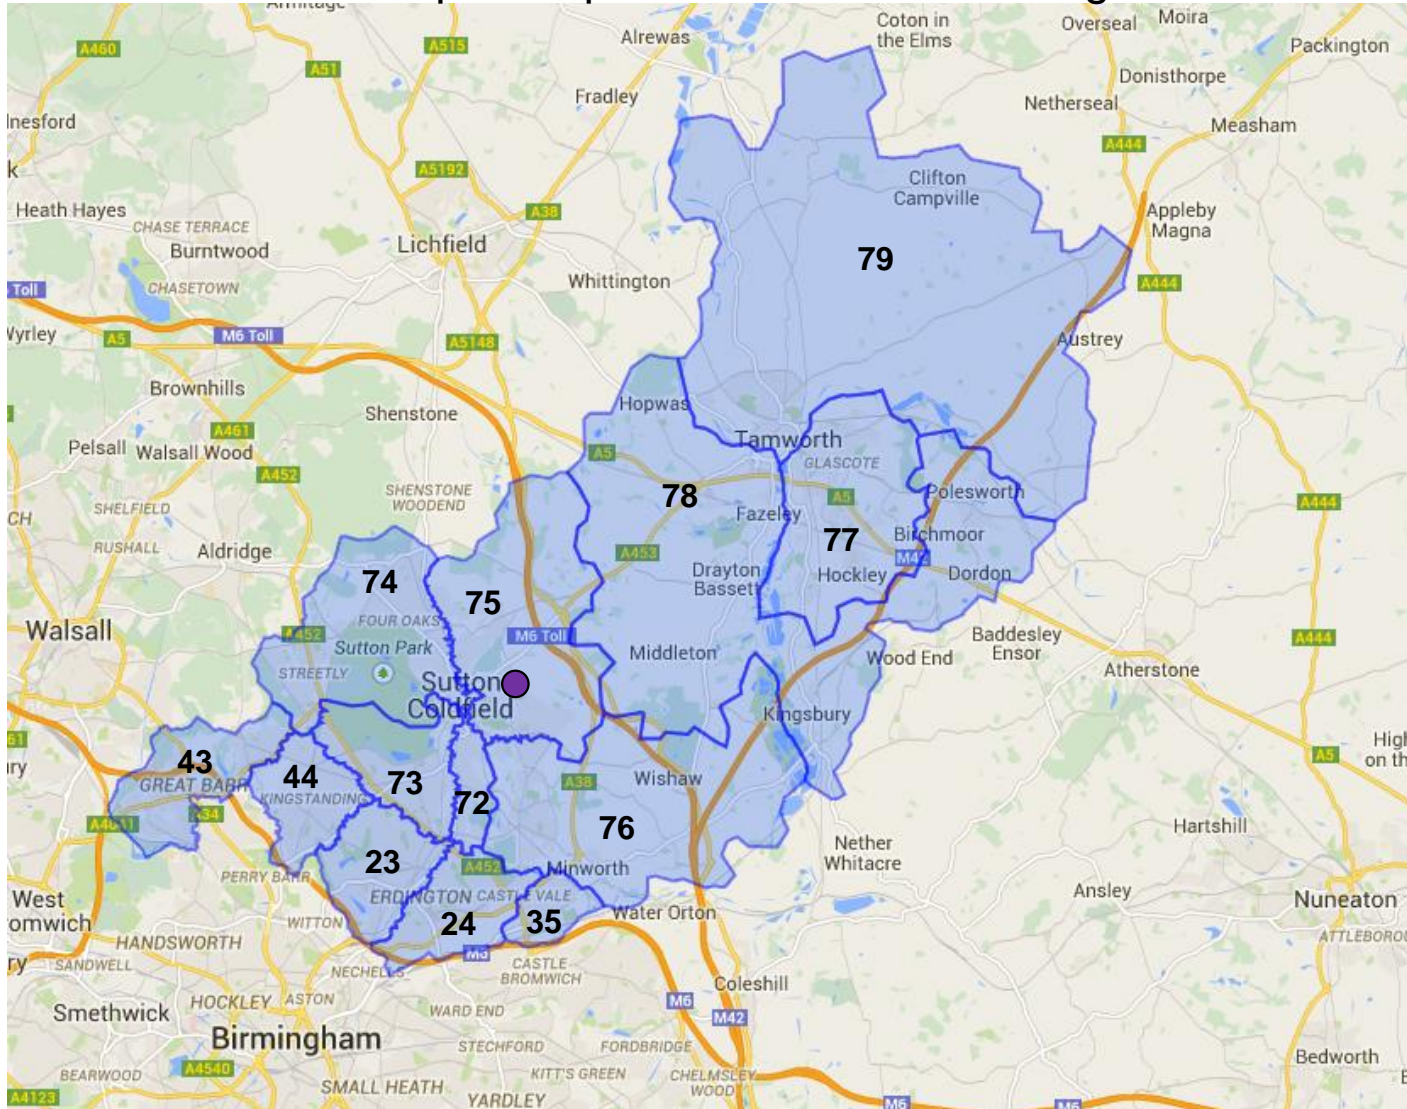 Armitage
A460
A515
A51
Alrewas
Coton in
the Elms
Overseal
Moira
Packington
Donisthorpe
Fradley
Netherseal
Measham
A444
A5192
A38
Heath Hayes
CHASE TERRACE
Burntwood
Lichfield
Clifton
Campville
Appleby
Magna
79
Toll
CHASETOWN
Whittington
A444
A5
M6 Toll
A5148
Austrey
Brownhills
Shenstone
Hopwas
A461
Pelsall
Walsall Wood
A452
Tamworth
GLASCOTE
A5
SHELFIELD
SHENSTONE
WOODEND
78
A5
Polesworth
A444
RUSHALL
Aldridge
Fazeley
77
Birchmoor
A453
74
75
Drayton
Bassett
Hockley
Dordon
Walsall
A452
FOUR OAKS
M6 Toll
Sutton Park
STREETLY
Middleton
Baddesley
Ensor
A444
Wood End
Atherstone
Sutton
Coldfield
Kingsbury
43
GREAT BARR
44
KINGSTANDING
73
72
A38
Wishaw
A5
A34
76
Hartshill
23
A452
Minworth
Nether
Whitacre
PERRY BARR
ERDINGTON
CASTLE VALE
24
35
Water Orton
Ansley
Nuneaton
West
WITTON
HANDSWORTH
SANDWELL
M6
CASTLE
BROMWICH
NECHELLS
Coleshill
Smethwick
HOCKLEY
ASTON
WARD END
M6
M42
Birmingham
STECHFORD
FORDBRIDGE
BEARWOOD
A4540
KITT'S GREEN
CHELMSLEY
WOOD
Bedworth
A4123
SMALL HEATH
YARDLEY
M6
M6